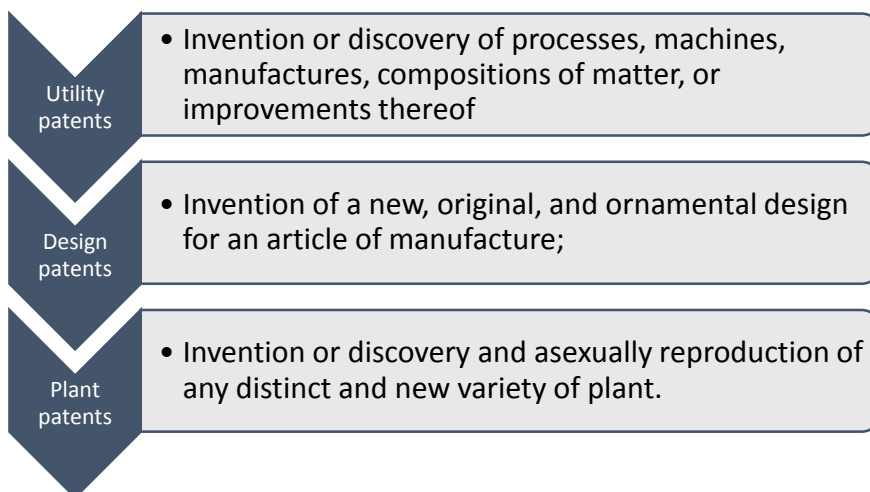 Utility
patents
• Invention or discovery of processes, machines,
manufactures, compositions of matter, or
improvements thereof
Design
patents
• Invention of a new, original, and ornamental design
for an article of manufacture;
Plant
patents
• Invention or discovery and asexually reproduction of
any distinct and new variety of plant.